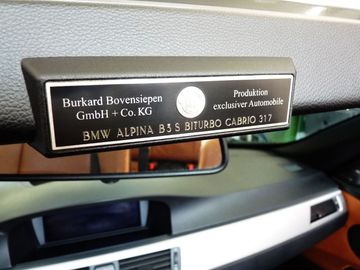 Burkard Bovensiepen
GmbH + Co. KG
Produktion
exclusiver Automobile
BMW ALPINA B3 S BITURBO CABRIO 317